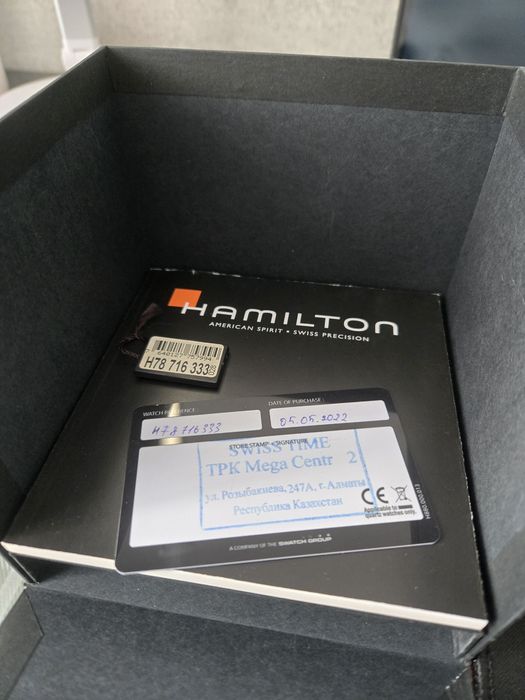 HAMILTON
AMERICAN SPIRIT • SWISS PRECISION
H78 716 333
WATCH REFERENCE
DATE OF PURCHASE:
H78716333
05.05.2022
STORE STAMP + SIGNATURE
SWISS TIME
ТРК Mega Centr 2
ул. Розыбакиева, 247А, г. Алматы
Республика Казахстан
CE
Applicable to
quartz watches only.
A COMPANY OF THE SWATCH GROUP